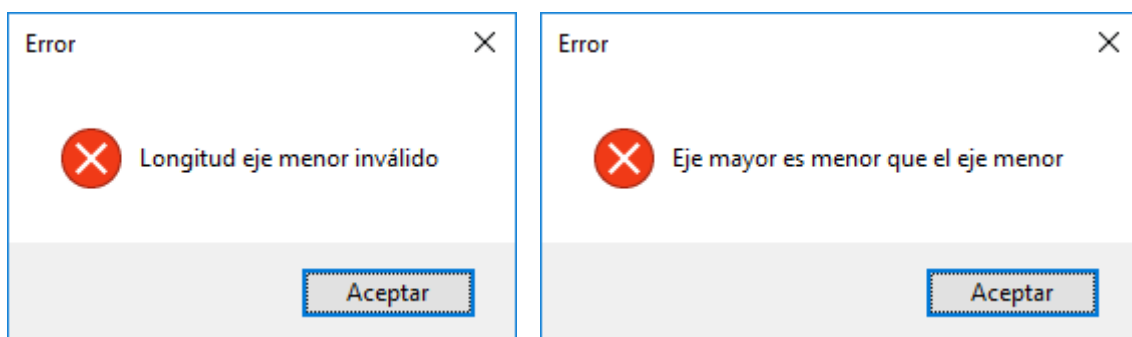 Error
Longitud eje menor inválido
Aceptar
Error
Eje mayor es menor que el eje menor
Aceptar